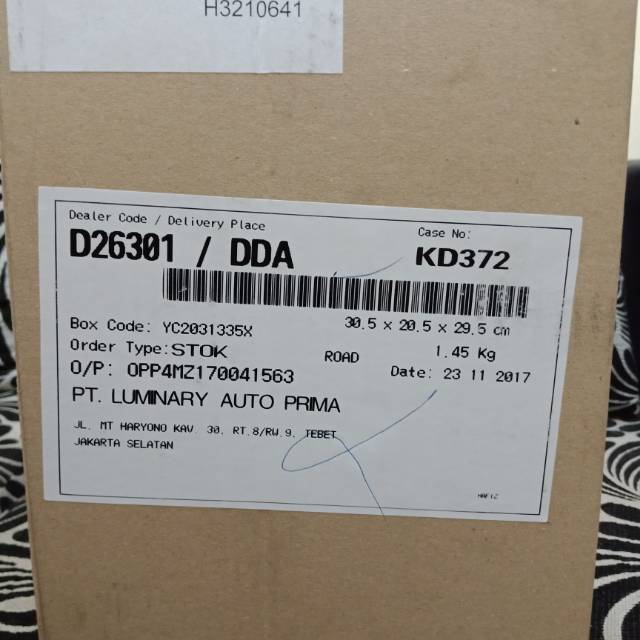 H3210641
Dealer Code / Delivery Place
D26301 / DDA
Case No:
KD372
Box Code: YC2031335X
30.5 x 20.5 x 29.5 cm
Order Type:STOK
ROAD
1.45 Kg
O/P: OPP4MZ170041563
Date: 23 11 2017
PT. LUMINARY AUTO PRIMA
JL. MT HARYONO KAV. 30, RT.8/RW.9, TEBET
JAKARTA SELATAN
HAFIZ